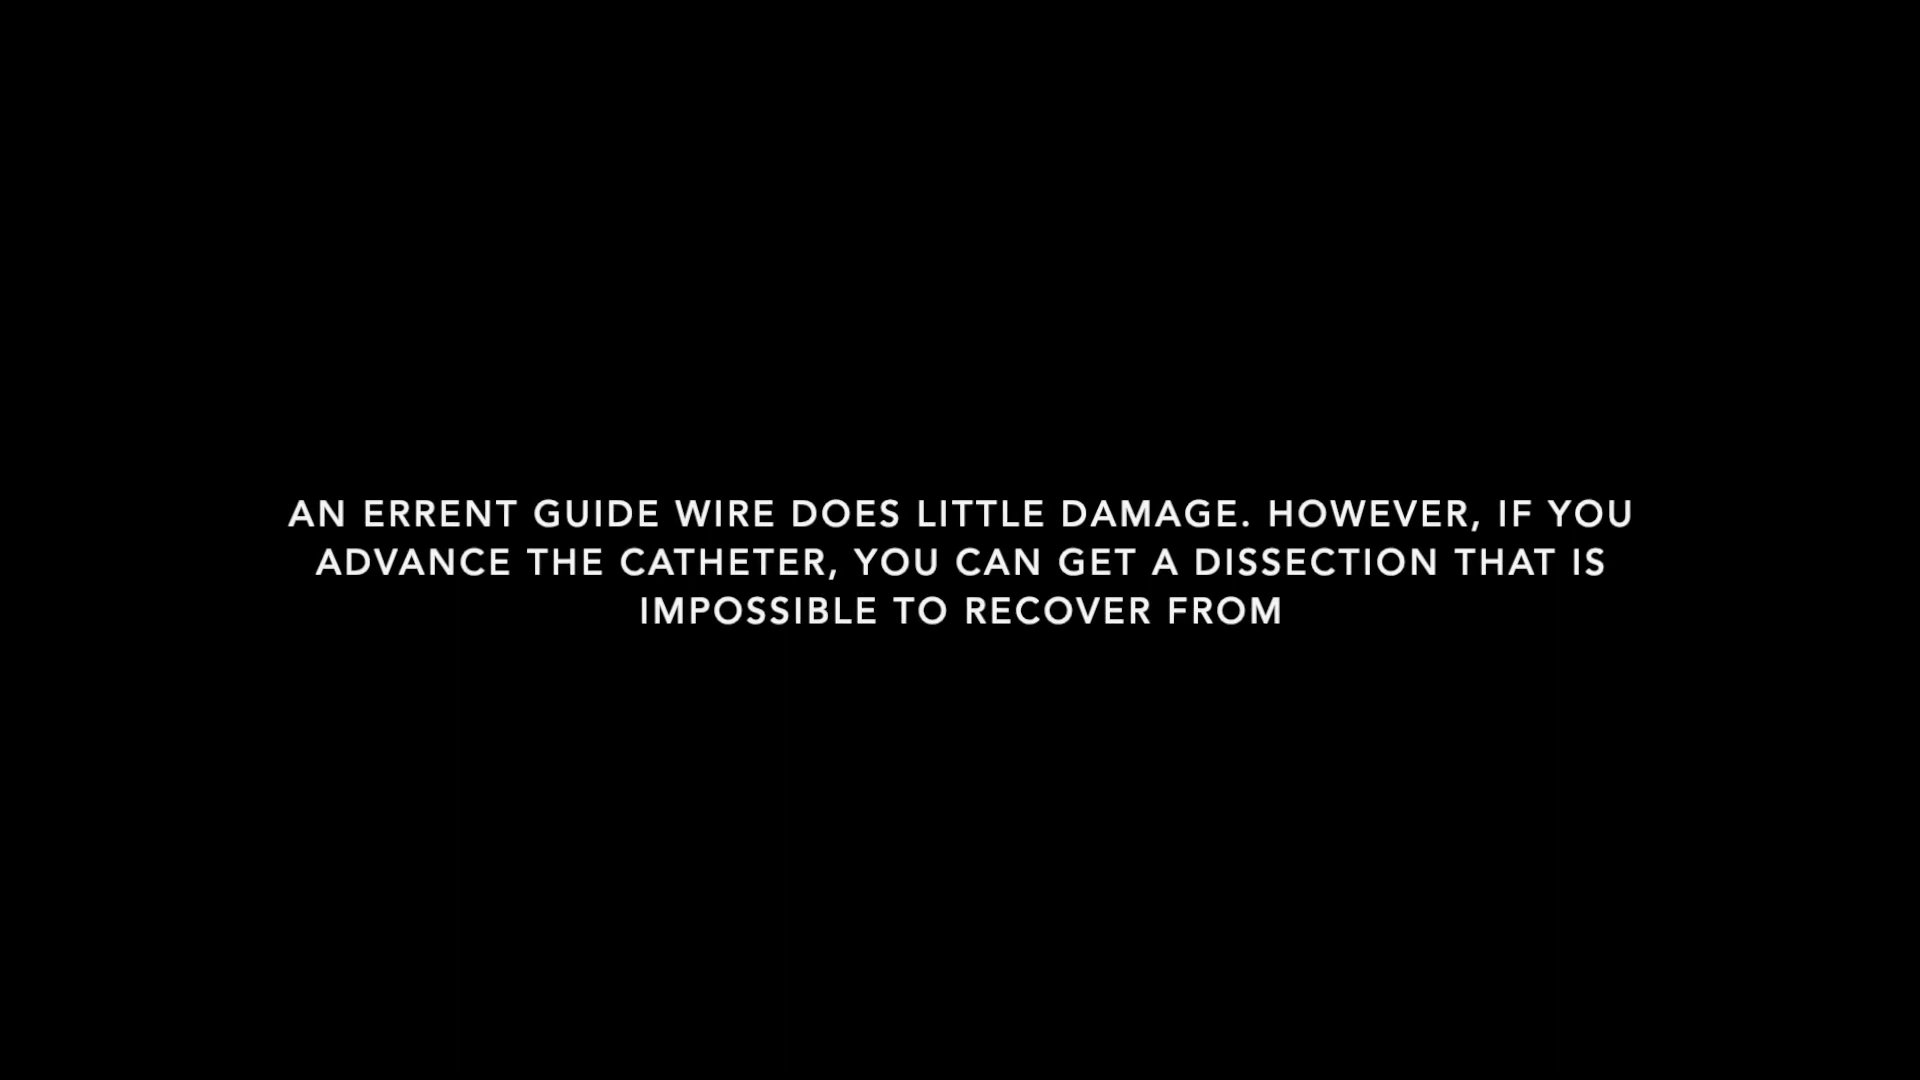 AN ERRENT GUIDE WIRE DOES LITTLE DAMAGE. HOWEVER, IF YOU
ADVANCE THE CATHETER, YOU CAN GET A DISSECTION THAT IS
IMPOSSIBLE TO RECOVER FROM